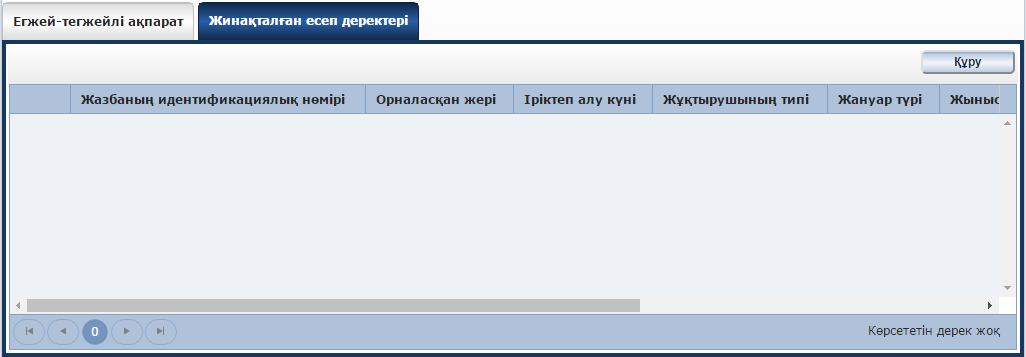 Егжей-тегжейлі ақпарат Жинақталған есеп деректері
Құру
Жазбаның идентификациялық нөмірі Орналасқан жері Іріктеп алу күні Жұқтырушының типі Жануар түрі Жыныс
0 Көрсететін дерек жоқ